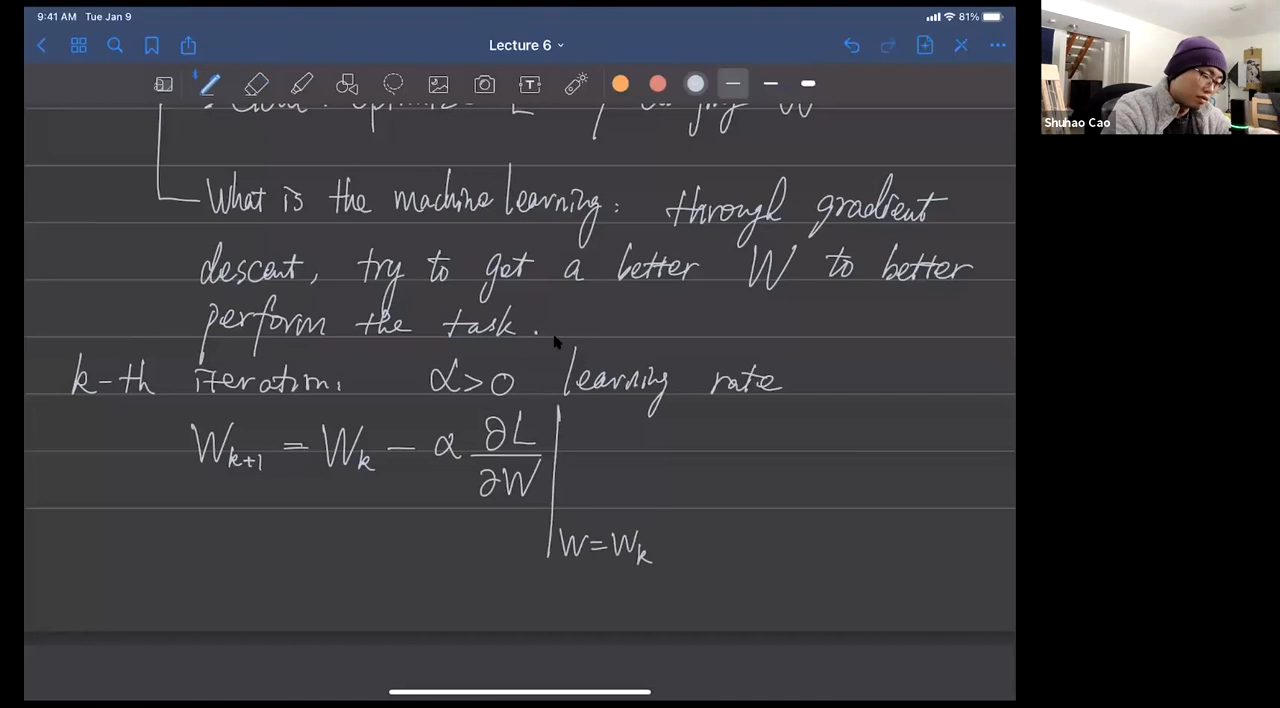 9:41 AM Tue Jan 9
81%
Lecture 6
Shuhao Cao
What is the machine learning: through gradient
descent, try to get a better W to better
perform the task.
k-th iteration: α>0 learning rate
W_{k+1} = W_k - α ∂L/∂W |_{W=W_k}